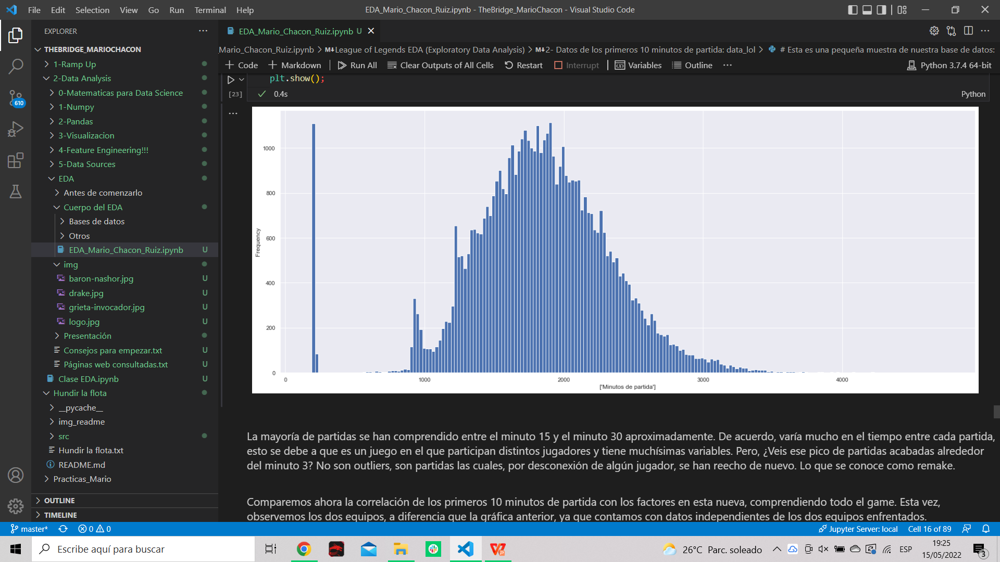 File Edit Selection View Go Run Terminal Help
EDA_Mario_Chacon_Ruiz.ipynb - TheBridge_MarioChacon - Visual Studio Code
EXPLORER
THEBRIDGE_MARIOCHACON
1-Ramp Up
2-Data Analysis
0-Matematicas para Data Science
1-Numpy
2-Pandas
3-Visualizacion
4-Feature Engineering!!!
5-Data Sources
EDA
Antes de comenzarlo
Cuerpo del EDA
Bases de datos
Otros
EDA_Mario_Chacon_Ruiz.ipynb U
img
baron-nashor.jpg U
drake.jpg U
grieta-invocador.jpg U
logo.jpg U
Presentación
Consejos para empezar.txt U
Páginas web consultadas.txt U
Clase EDA.ipynb U
Hundir la flota
__pycache__
img_readme
src
Hundir la flota.txt
README.md
Practicas_Mario
OUTLINE
TIMELINE
610
EDA_Mario_Chacon_Ruiz.ipynb U
_Mario_Chacon_Ruiz.ipynb > M↓League of Legends EDA (Exploratory Data Analysis) > M↓2- Datos de los primeros 10 minutos de partida: data_lol > # Esta es una pequeña muestra de nuestra base de datos:
+ Code + Markdown Run All Clear Outputs of All Cells Restart Interrupt Variables Outline ... Python 3.7.4 64-bit
plt.show();
[23] 0.4s Python
1000
800
600
400
200
0
Frequency
0 1000 2000 3000 4000
['Minutos de partida']
La mayoría de partidas se han comprendido entre el minuto 15 y el minuto 30 aproximadamente. De acuerdo, varía mucho en el tiempo entre cada partida,
esto se debe a que es un juego en el que participan distintos jugadores y tiene muchísimas variables. Pero, ¿Veis ese pico de partidas acabadas alrededor
del minuto 3? No son outliers, son partidas las cuales, por desconexión de algún jugador, se han reecho de nuevo. Lo que se conoce como remake.
Comparemos ahora la correlación de los primeros 10 minutos de partida con los factores en esta nueva, comprendiendo todo el game. Esta vez,
observemos los dos equipos, a diferencia que la gráfica anterior, ya que contamos con datos independientes de los dos equipos enfrentados.
master* 0 0 Jupyter Server: local Cell 16 of 89
Escribe aquí para buscar
26°C Parc. soleado
ESP
19:25
15/05/2022
3